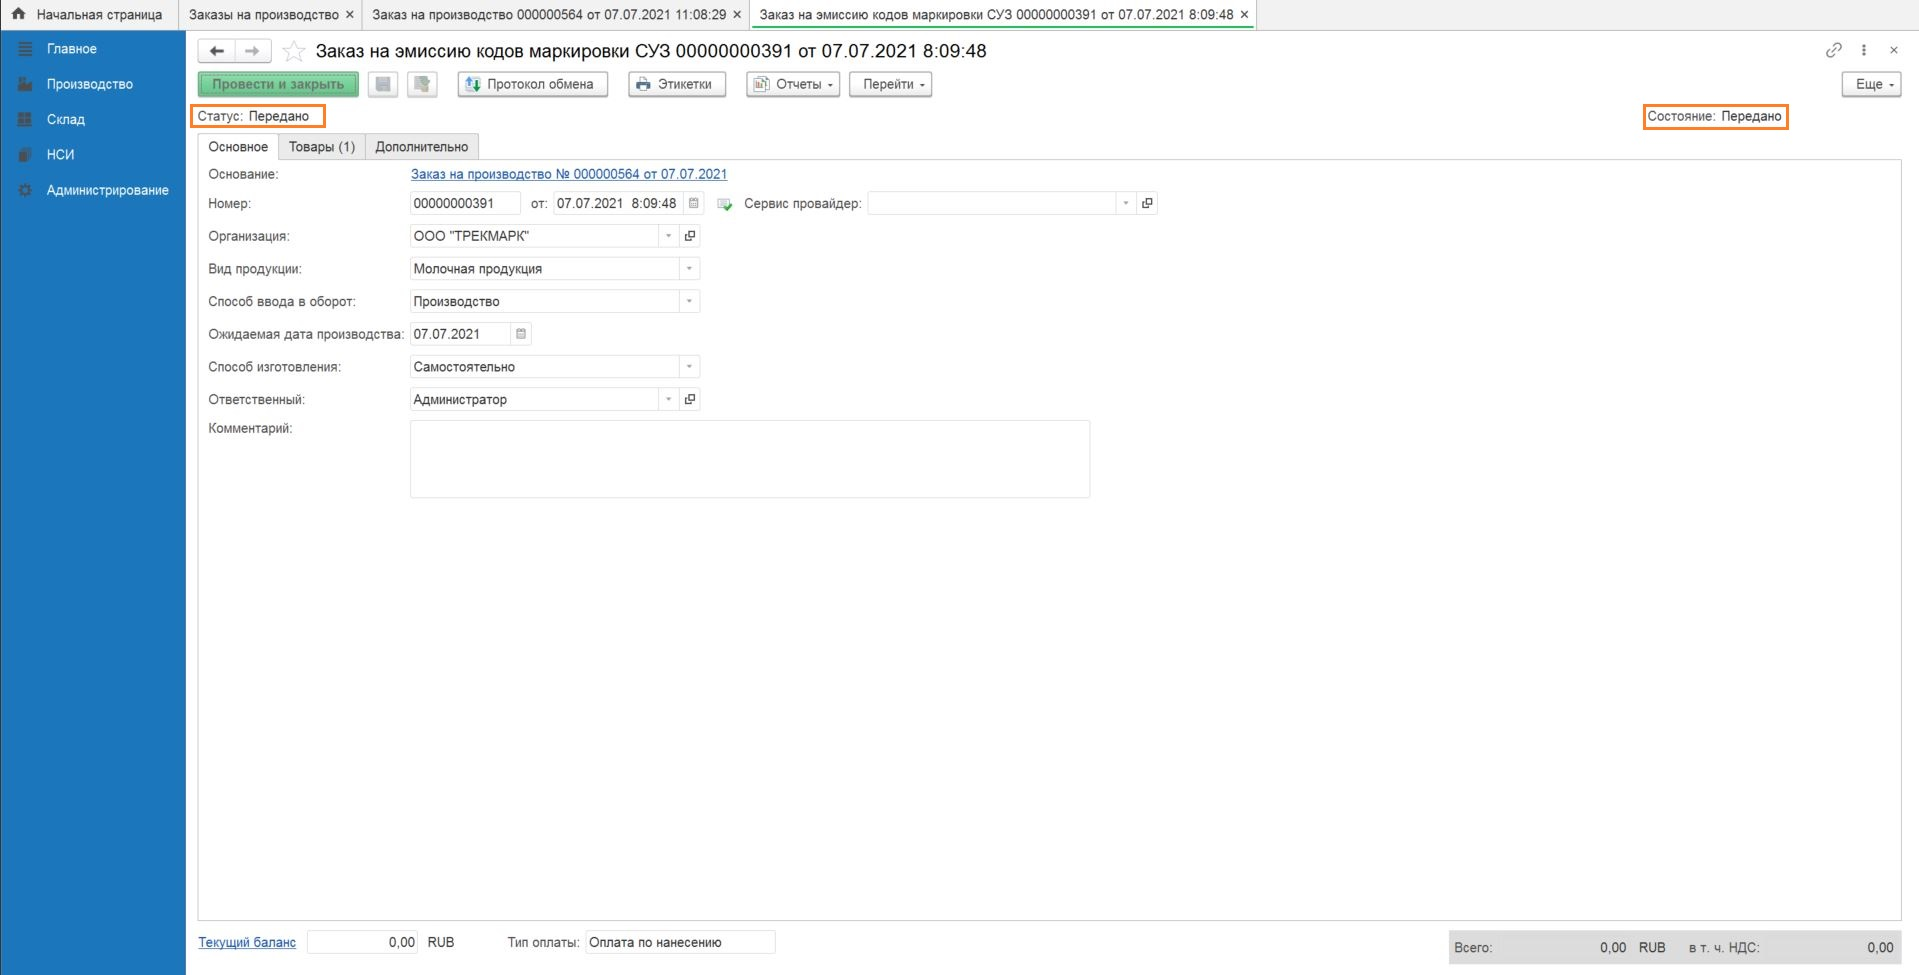 Начальная страница
Заказы на производство ×
Заказ на производство 000000564 от 07.07.2021 11:08:29 ×
Заказ на эмиссию кодов маркировки СУЗ 00000000391 от 07.07.2021 8:09:48 ×
Главное
Производство
Склад
НСИ
Администрирование
Заказ на эмиссию кодов маркировки СУЗ 00000000391 от 07.07.2021 8:09:48
Провести и закрыть
Протокол обмена
Этикетки
Отчеты
Перейти
Еще
Статус: Передано
Состояние: Передано
Основное
Товары (1)
Дополнительно
Основание: Заказ на производство № 000000564 от 07.07.2021
Номер: 00000000391 от: 07.07.2021 8:09:48 Сервис провайдер:
Организация: ООО "ТРЕКМАРК"
Вид продукции: Молочная продукция
Способ ввода в оборот: Производство
Ожидаемая дата производства: 07.07.2021
Способ изготовления: Самостоятельно
Ответственный: Администратор
Комментарий:
Текущий баланс 0,00 RUB Тип оплаты: Оплата по нанесению
Всего: 0,00 RUB в т. ч. НДС: 0,00